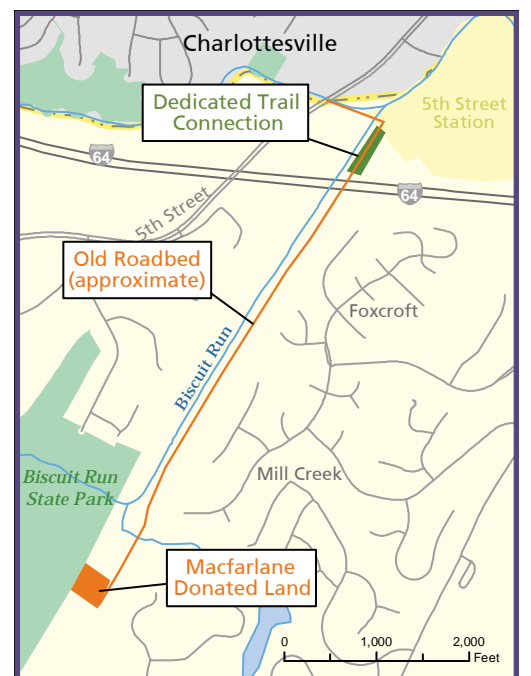 Charlottesville
Dedicated Trail
Connection
5th Street
Station
64
64
5th Street
Old Roadbed
(approximate)
Foxcroft
Biscuit Run
Mill Creek
Biscuit Run
State Park
Macfarlane
Donated Land
0 1,000 2,000
Feet